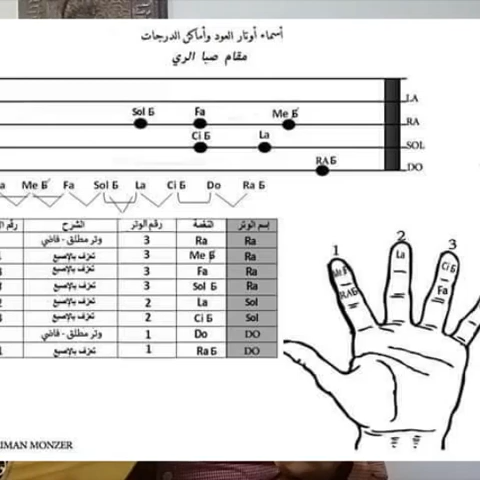 أسماء أوتار العود وأماكن الدرجات
مقام صبا الري
LA
Sol Б Fa Me Б RA
Ci Б La SOL
RA Б DO
a Me Б Fa Sol Б La Ci Б Do Ra Б
إسم الوتر النغمة رقم الوتر الشرح
Ra Ra 3 وتر مطلق - فاضي
Ra Me Б 3 تعزف بالإصبع
Ra Fa 3 تعزف بالإصبع
Ra Sol Б 3 تعزف بالإصبع
Sol La 2 تعزف بالإصبع
Sol Ci Б 2 تعزف بالإصبع
DO Do 1 وتر مطلق - فاضي
DO Ra Б 1 تعزف بالإصبع
1 2 3
Me Б La Ci Б
RA Б Fa
IMAN MONZER